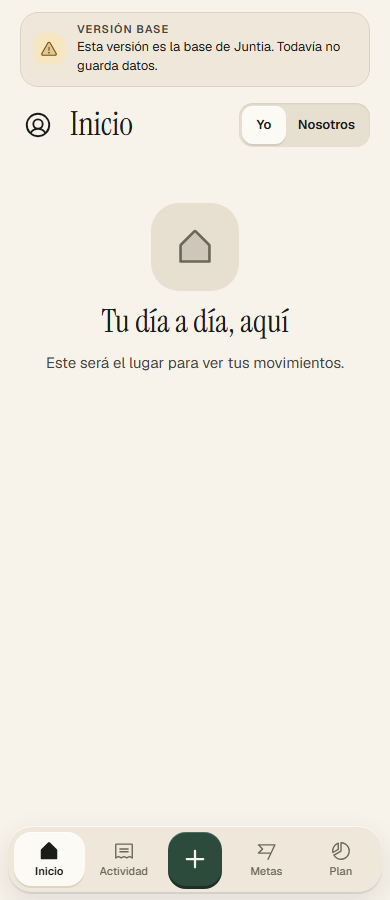 VERSIÓN BASE
Esta versión es la base de Juntia. Todavía no
guarda datos.
Inicio
Yo
Nosotros
Tu día a día, aquí
Este será el lugar para ver tus movimientos.
Inicio
Actividad
Metas
Plan